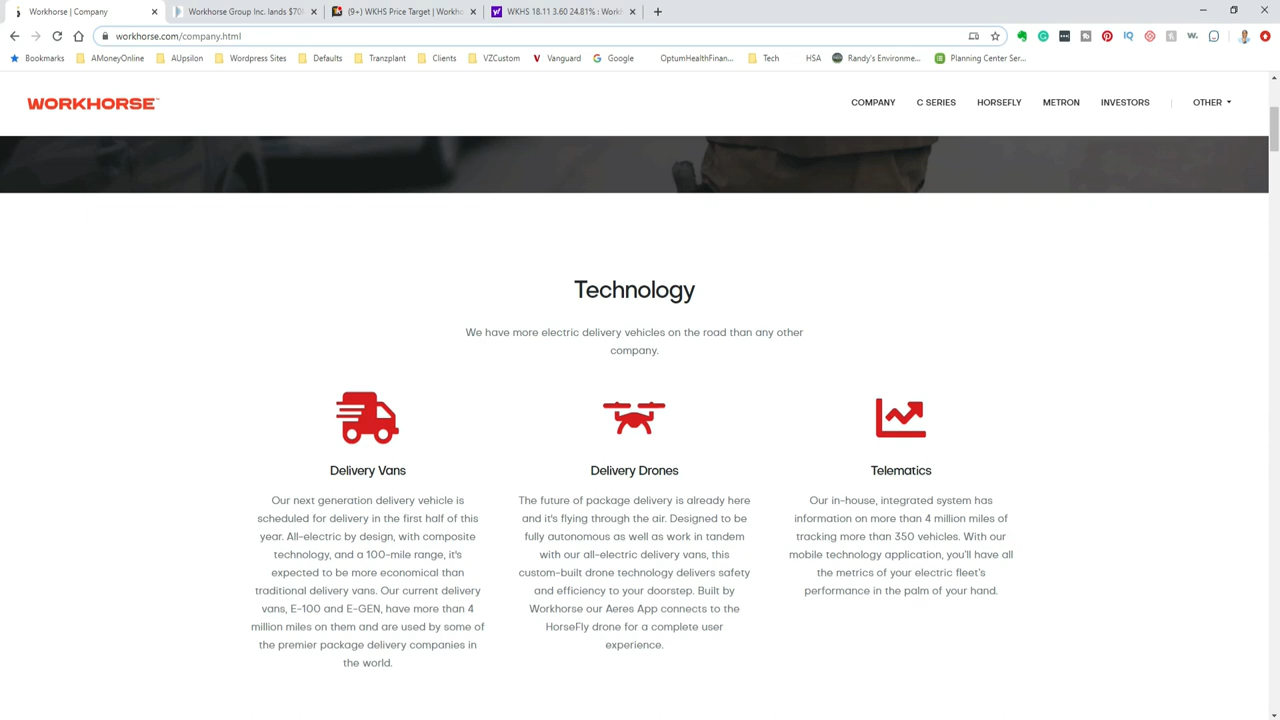 Workhorse | Company
Workhorse Group Inc. lands $70
(9+) WKHS Price Target | Workho
WKHS 18.11 3.60 24.81% : Work
workhorse.com/company.html
Bookmarks
AMoneyOnline
AUpsilon
Wordpress Sites
Defaults
Tranzplant
Clients
VZCustom
Vanguard
Google
OptumHealthFinan...
Tech
HSA
Randy's Environme...
Planning Center Ser...
WORKHORSE™
COMPANY
C SERIES
HORSEFLY
METRON
INVESTORS
OTHER
Technology
We have more electric delivery vehicles on the road than any other
company.
Delivery Vans
Our next generation delivery vehicle is
scheduled for delivery in the first half of this
year. All-electric by design, with composite
technology, and a 100-mile range, it's
expected to be more economical than
traditional delivery vans. Our current delivery
vans, E-100 and E-GEN, have more than 4
million miles on them and are used by some of
the premier package delivery companies in
the world.
Delivery Drones
The future of package delivery is already here
and it's flying through the air. Designed to be
fully autonomous as well as work in tandem
with our all-electric delivery vans, this
custom-built drone technology delivers safety
and efficiency to your doorstep. Built by
Workhorse our Aeres App connects to the
HorseFly drone for a complete user
experience.
Telematics
Our in-house, integrated system has
information on more than 4 million miles of
tracking more than 350 vehicles. With our
mobile technology application, you'll have all
the metrics of your electric fleet's
performance in the palm of your hand.